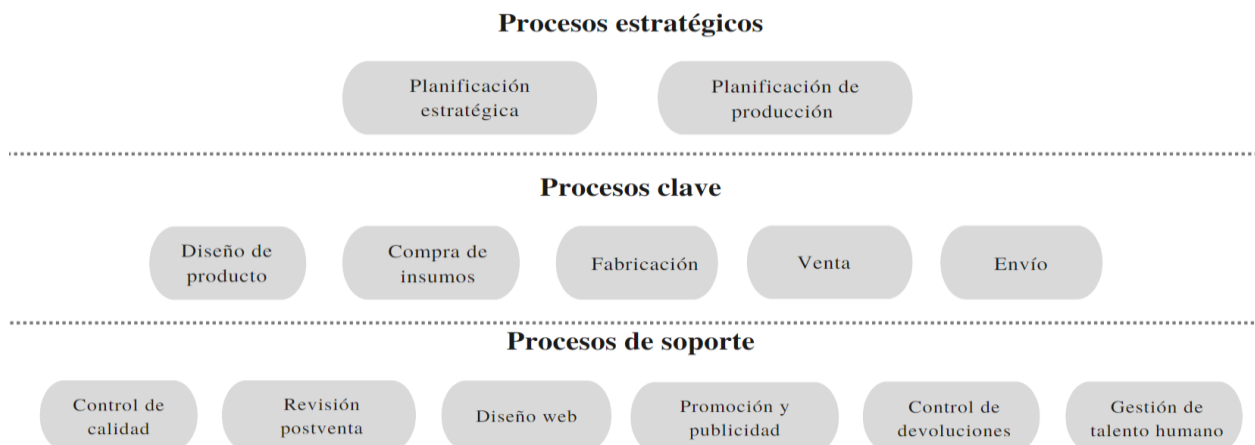 Procesos estratégicos
Planificación
estratégica
Planificación de
producción
Procesos clave
Diseño de
producto
Compra de
insumos
Fabricación
Venta
Envío
Procesos de soporte
Control de
calidad
Revisión
postventa
Diseño web
Promoción y
publicidad
Control de
devoluciones
Gestión de
talento humano